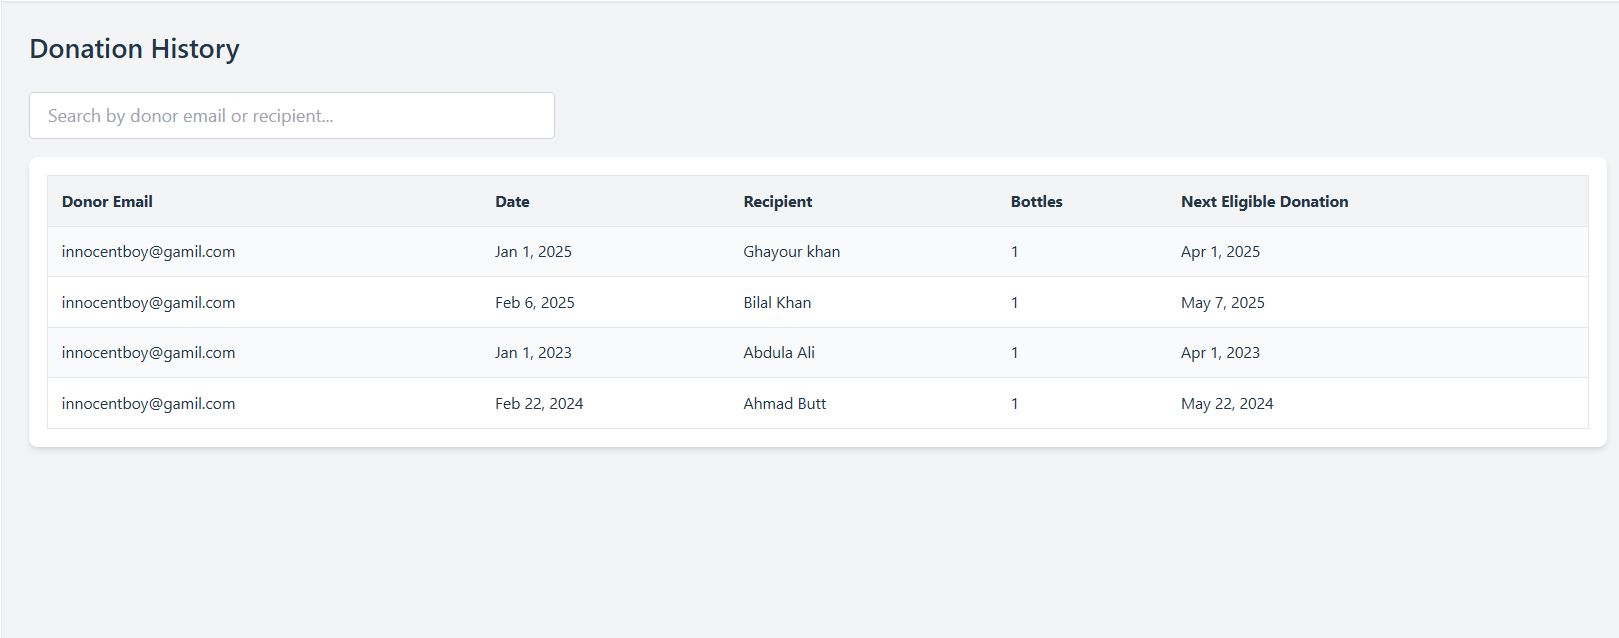 Donation History
Search by donor email or recipient...
Donor Email Date Recipient Bottles Next Eligible Donation
innocentboy@gamil.com Jan 1, 2025 Ghayour khan 1 Apr 1, 2025
innocentboy@gamil.com Feb 6, 2025 Bilal Khan 1 May 7, 2025
innocentboy@gamil.com Jan 1, 2023 Abdula Ali 1 Apr 1, 2023
innocentboy@gamil.com Feb 22, 2024 Ahmad Butt 1 May 22, 2024